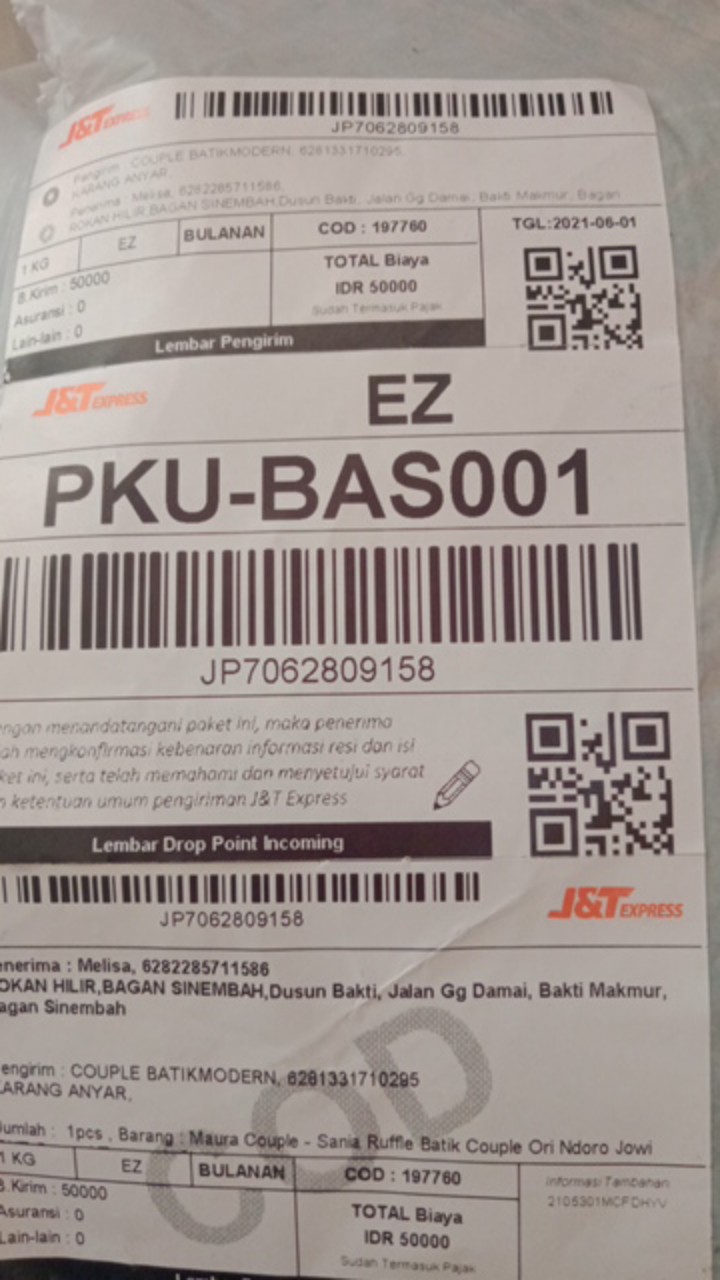 J&T EXPRESS
JP7062809158
Pengirim : COUPLE BATIKMODERN, 6281331710295,
KARANG ANYAR,
Penerima : Melisa, 6282285711586,
ROKAN HILIR,BAGAN SINEMBAH,Dusun Bakti, Jalan Gg Damai, Bakti Makmur, Bagan
1 KG EZ BULANAN COD : 197760 TGL:2021-06-01
B.Kirim : 50000
Asuransi : 0
Lain-lain : 0
TOTAL Biaya
IDR 50000
Sudah Termasuk Pajak
Lembar Pengirim
J&T EXPRESS EZ
PKU-BAS001
JP7062809158
engan menandatangani paket ini, maka penerima
ah mengkonfirmasi kebenaran informasi resi dan isi
ket ini, serta telah memahami dan menyetujui syarat
n ketentuan umum pengiriman J&T Express
Lembar Drop Point Incoming
JP7062809158
J&T EXPRESS
enerima : Melisa, 6282285711586
OKAN HILIR,BAGAN SINEMBAH,Dusun Bakti, Jalan Gg Damai, Bakti Makmur,
agan Sinembah
COD
engirim : COUPLE BATIKMODERN, 6281331710295
KARANG ANYAR,
Jumlah : 1pcs , Barang : Maura Couple - Sania Ruffle Batik Couple Ori Ndoro Jowi
1 KG EZ BULANAN COD : 197760
B.Kirim : 50000
Asuransi : 0
Lain-lain : 0
TOTAL Biaya
IDR 50000
Sudah Termasuk Pajak
Informasi Tambahan